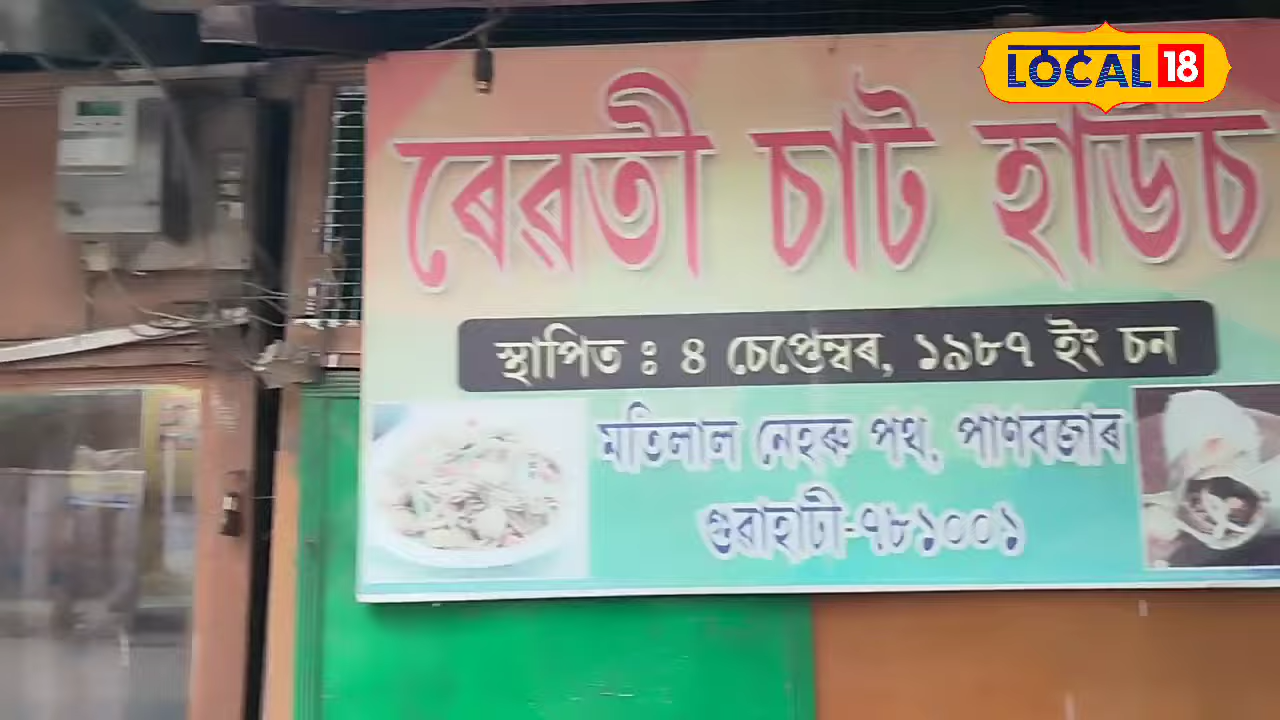 LOCAL 18
ৰেৱতী চাট হাউচ
স্থাপিত : ৪ চেপ্তেম্বৰ, ১৯৮৭ ইং চন
মতিলাল নেহৰু পথ, পাণবজাৰ
গুৱাহাটী-৭৮১০০১